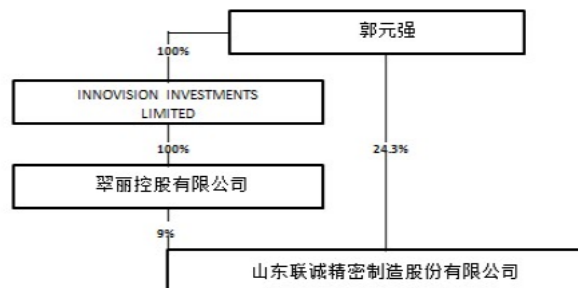 郭元强
100%
INNOVISION INVESTMENTS
LIMITED
100%
24.3%
翠丽控股有限公司
9%
山东联诚精密制造股份有限公司